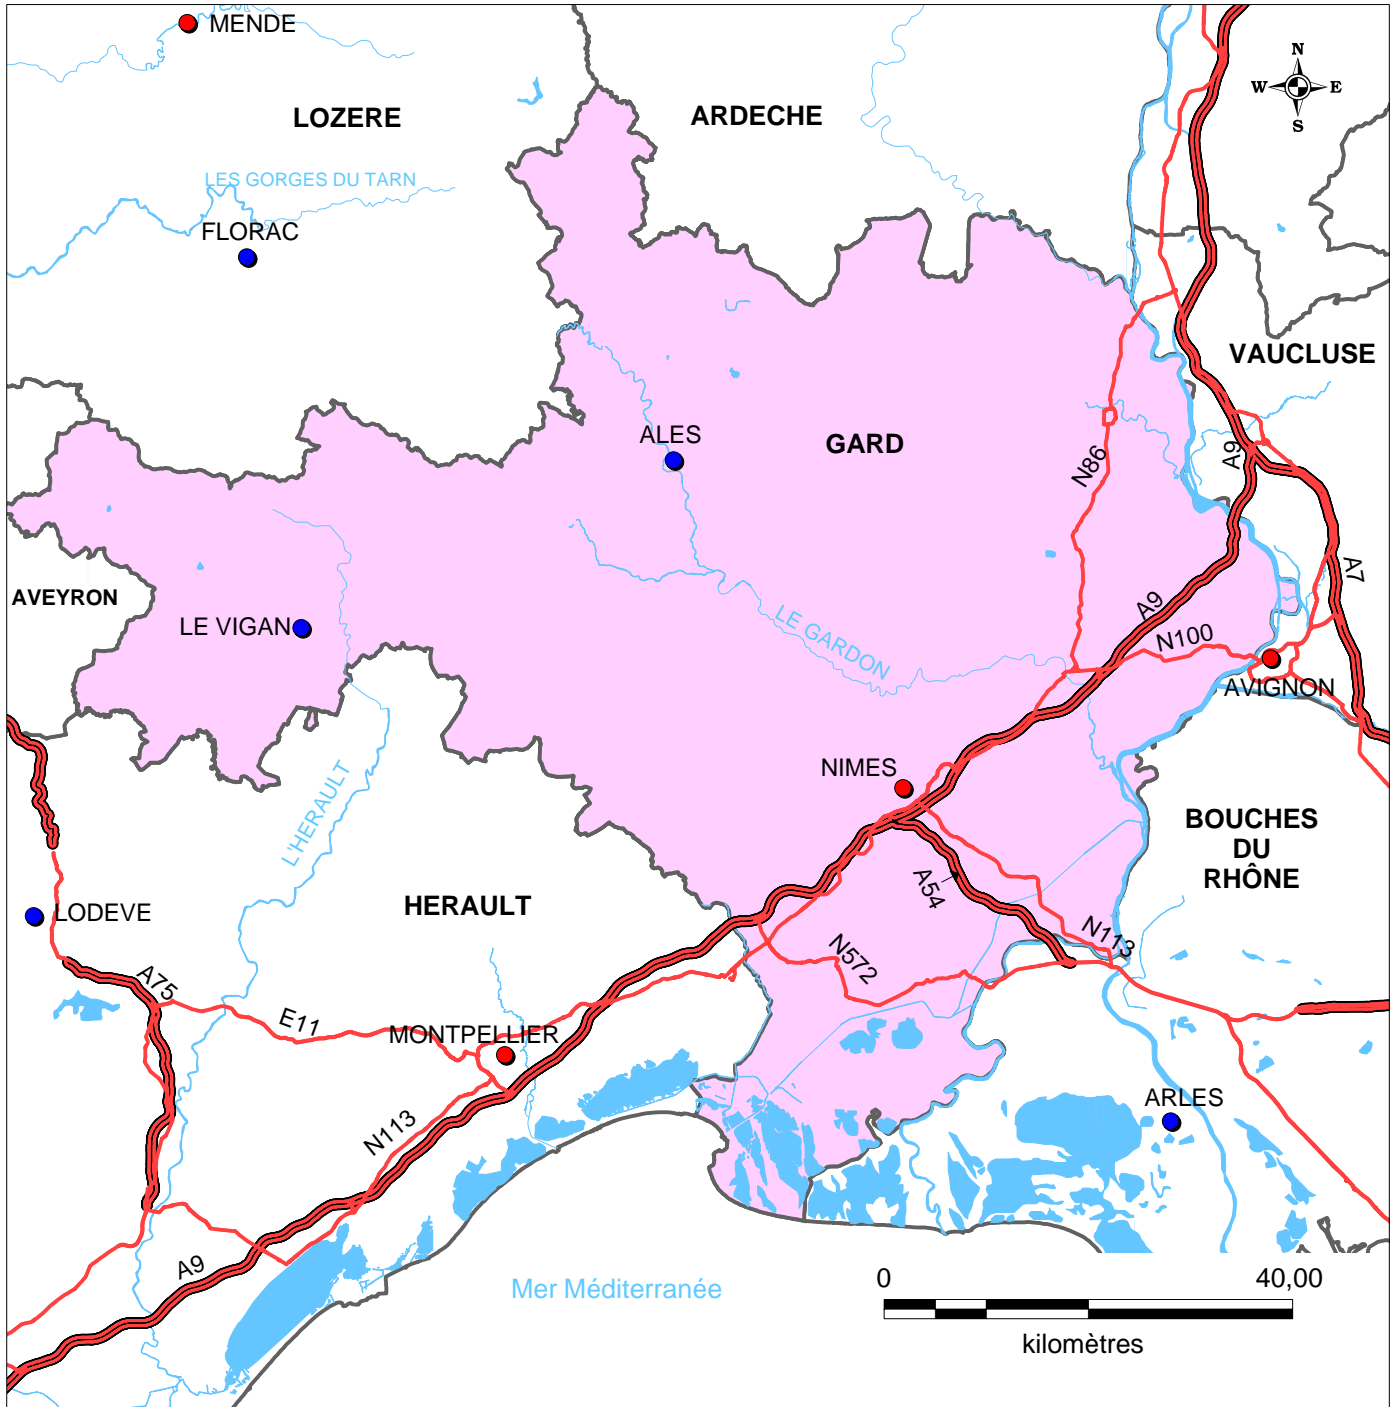 MENDE
N
W
E
S
LOZERE
ARDECHE
LES GORGES DU TARN
FLORAC
VAUCLUSE
ALES
GARD
N86
A9
A7
AVEYRON
LE VIGAN
LE GARDON
A9
N100
AVIGNON
L'HERAULT
NIMES
BOUCHES
DU
RHÔNE
A54
LODEVE
HERAULT
N113
N572
A75
E11
MONTPELLIER
ARLES
N113
A9
Mer Méditerranée
0
40,00
kilomètres